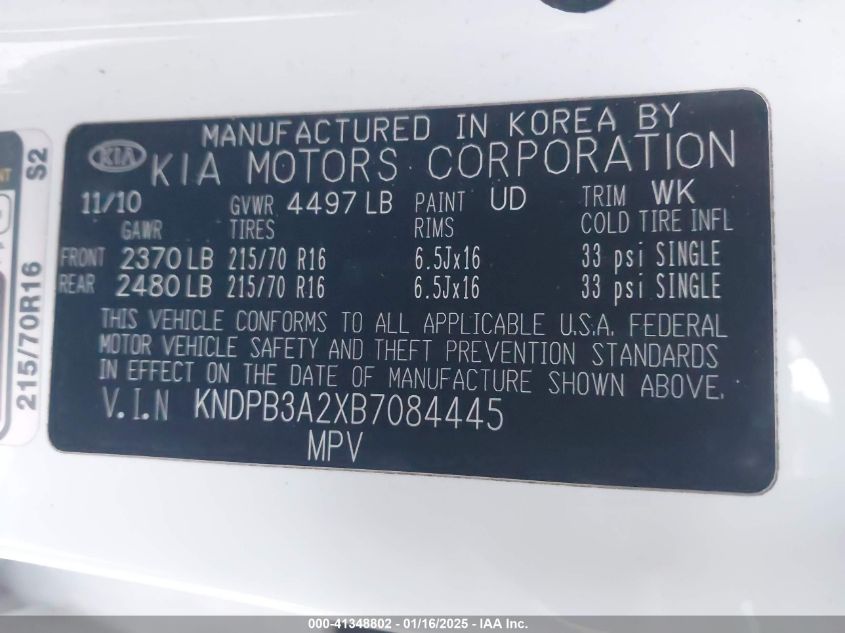 MANUFACTURED IN KOREA BY
KIA KIA MOTORS CORPORATION
11/10 GVWR 4497 LB PAINT UD TRIM WK
GAWR TIRES RIMS COLD TIRE INFL
FRONT 2370 LB 215/70 R16 6.5Jx16 33 psi SINGLE
REAR 2480 LB 215/70 R16 6.5Jx16 33 psi SINGLE
THIS VEHICLE CONFORMS TO ALL APPLICABLE U.S.A. FEDERAL
MOTOR VEHICLE SAFETY AND THEFT PREVENTION STANDARDS
IN EFFECT ON THE DATE OF MANUFACTURE SHOWN ABOVE.
V.I.N KNDPB3A2XB7084445
MPV
215/70R16 S2
000-41348802 - 01/16/2025 - IAA Inc.